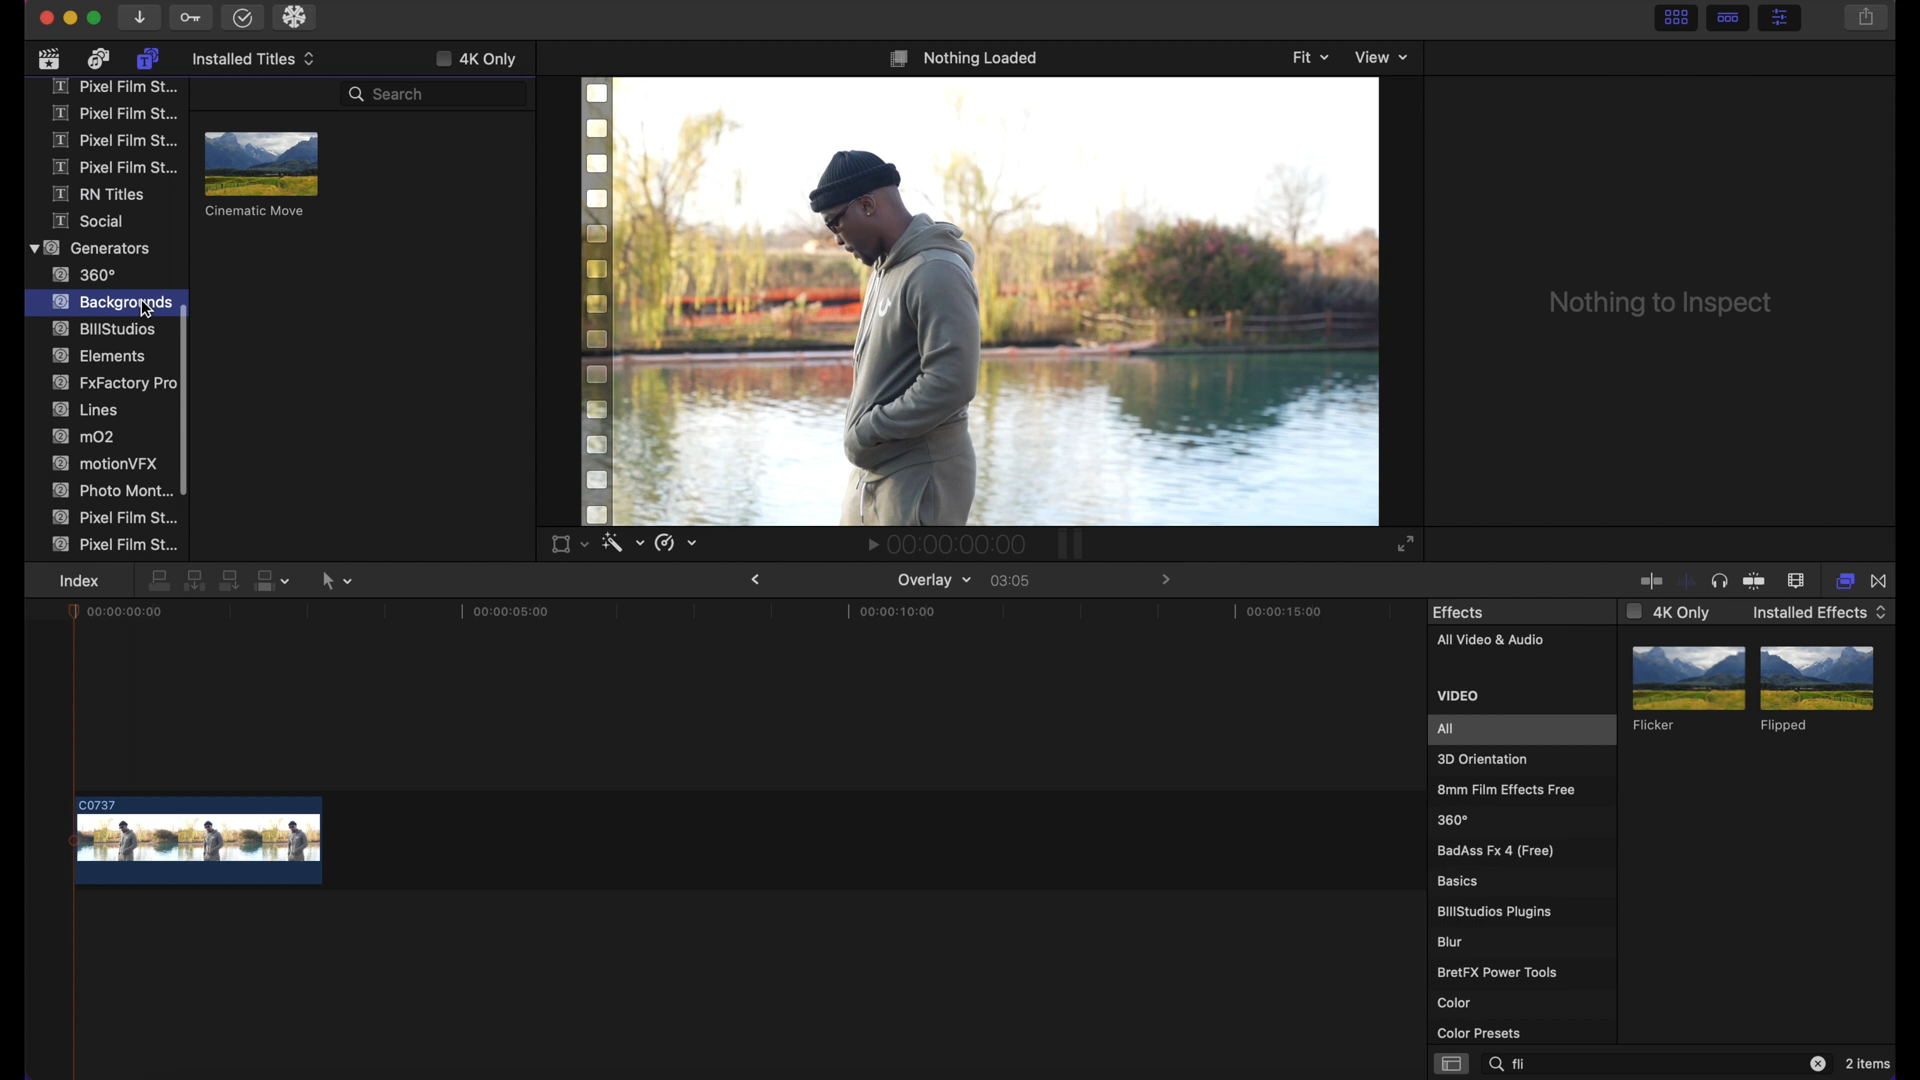 Installed Titles
4K Only
Nothing Loaded
Fit
View
Pixel Film St...
Pixel Film St...
Pixel Film St...
Pixel Film St...
RN Titles
Social
Generators
360°
Backgrounds
BIIIStudios
Elements
FxFactory Pro
Lines
mO2
motionVFX
Photo Mont...
Pixel Film St...
Pixel Film St...
Search
Cinematic Move
Nothing to Inspect
00:00:00:00
Index
Overlay
03:05
00:00:00:00
00:00:05:00
00:00:10:00
00:00:15:00
C0737
Effects
4K Only
Installed Effects
All Video & Audio
VIDEO
All
3D Orientation
8mm Film Effects Free
360°
BadAss Fx 4 (Free)
Basics
BIIIStudios Plugins
Blur
BretFX Power Tools
Color
Color Presets
Flicker
Flipped
fli
2 items